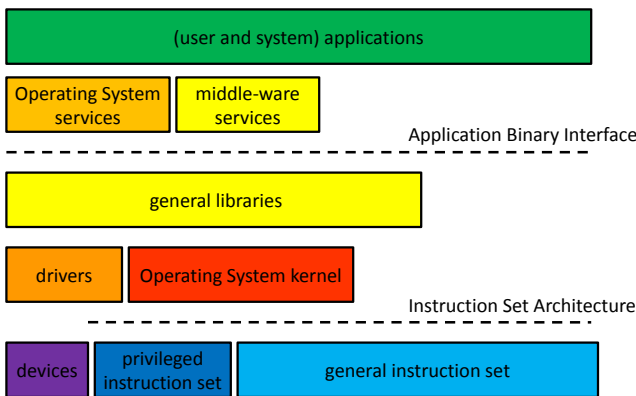 (user and system) applications
Operating System
services
middle-ware
services
Application Binary Interface
general libraries
drivers
Operating System kernel
Instruction Set Architecture
devices
privileged
instruction set
general instruction set